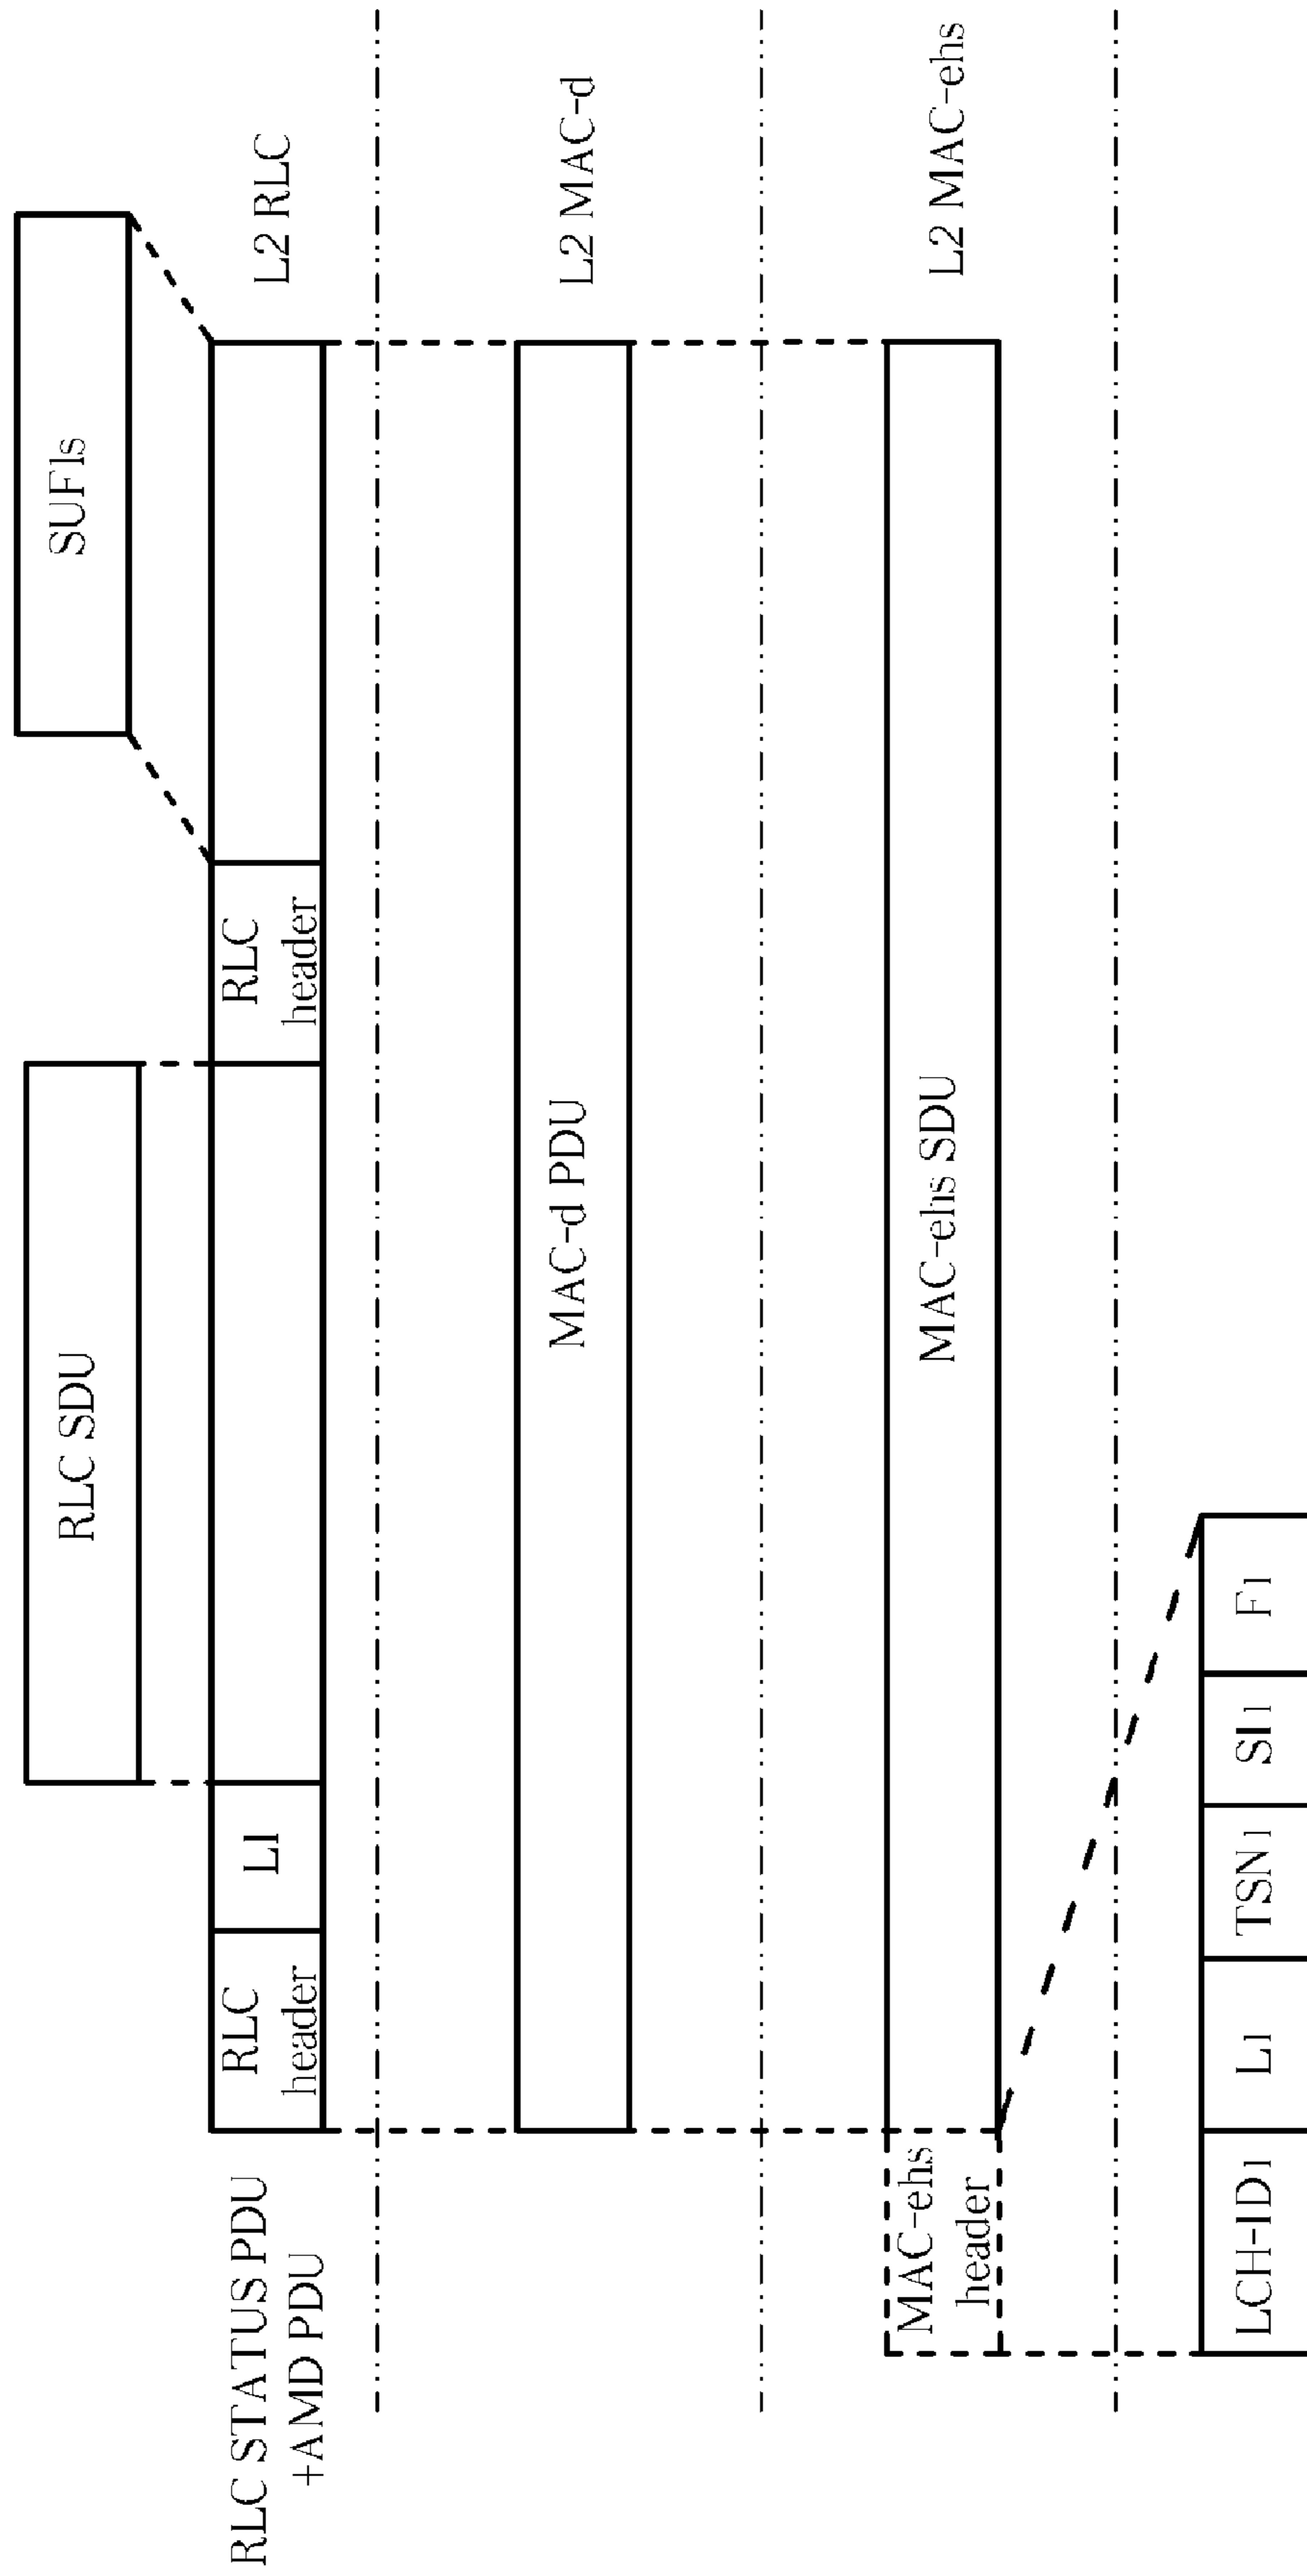 RLC SDU
SUFIs
RLC STATUS PDU
+AMD PDU
RLC
header
LI
RLC
header
L2 RLC
MAC-d PDU
L2 MAC-d
MAC-ehs
header
MAC-ehs SDU
L2 MAC-ehs
LCH-ID1
L1
TSN1
SI1
F1